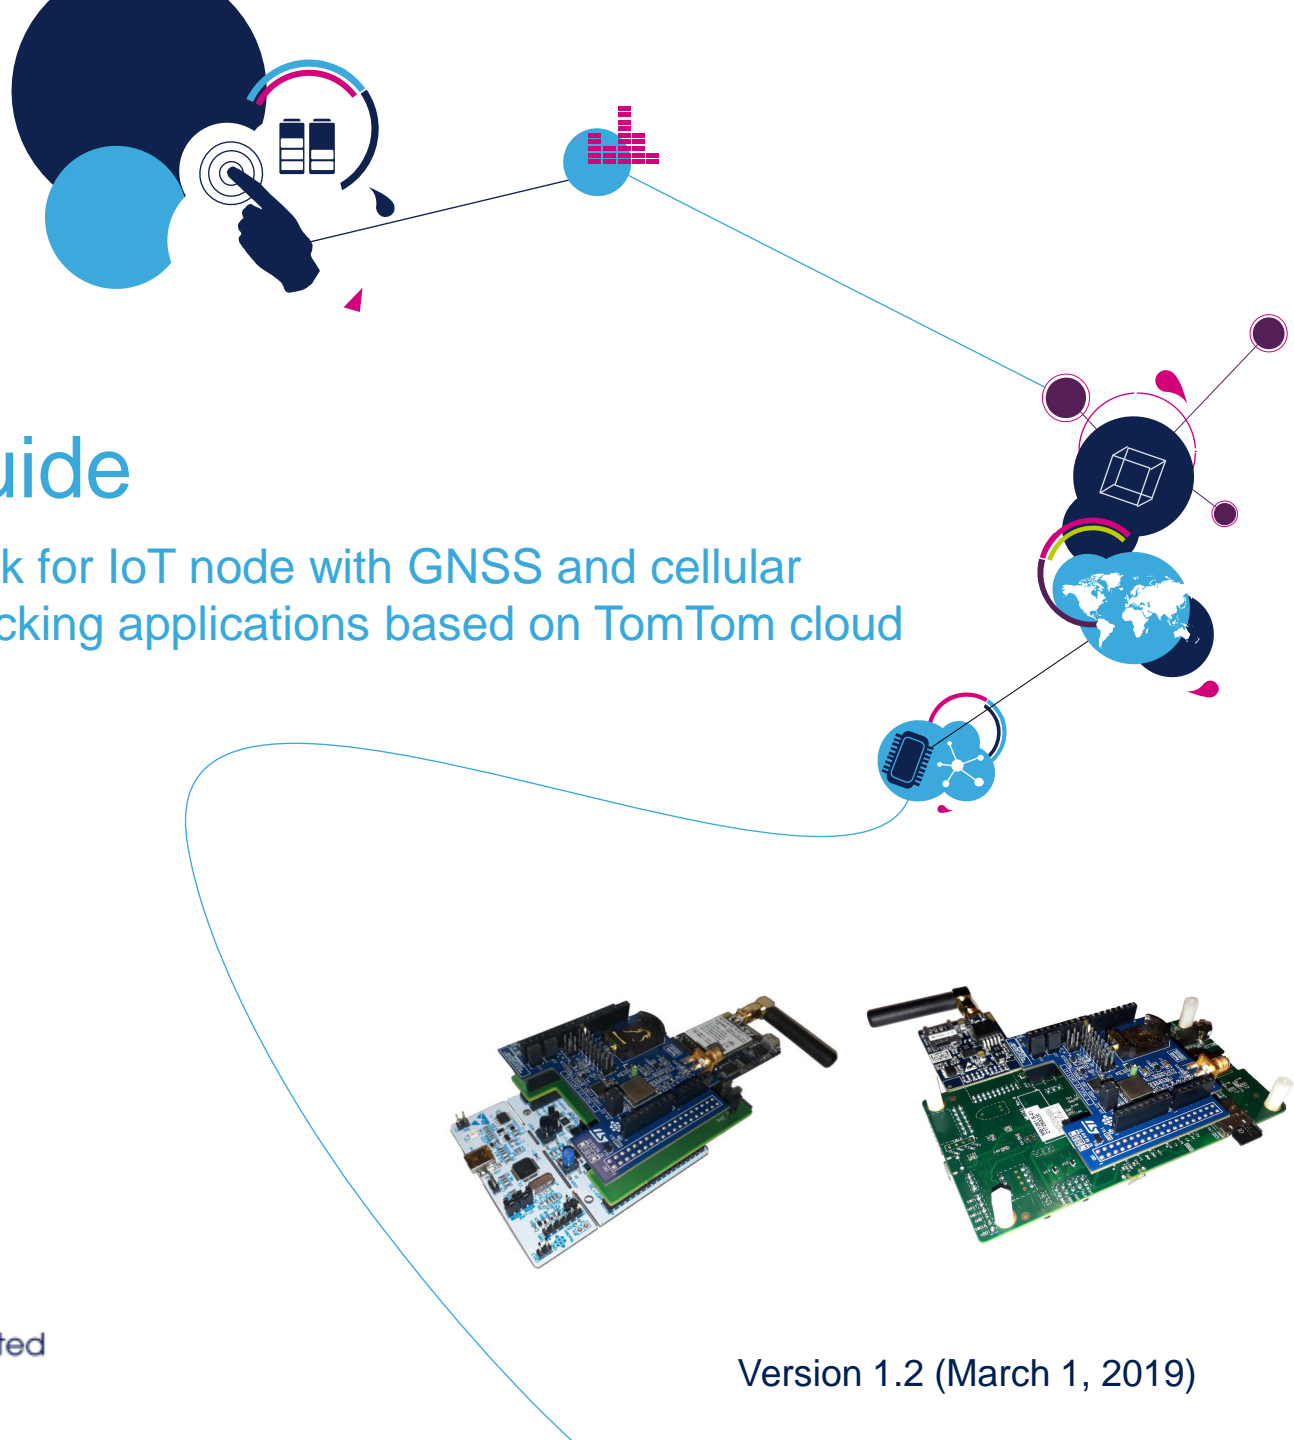 uide
k for IoT node with GNSS and cellular
cking applications based on TomTom cloud
ted
Version 1.2 (March 1, 2019)